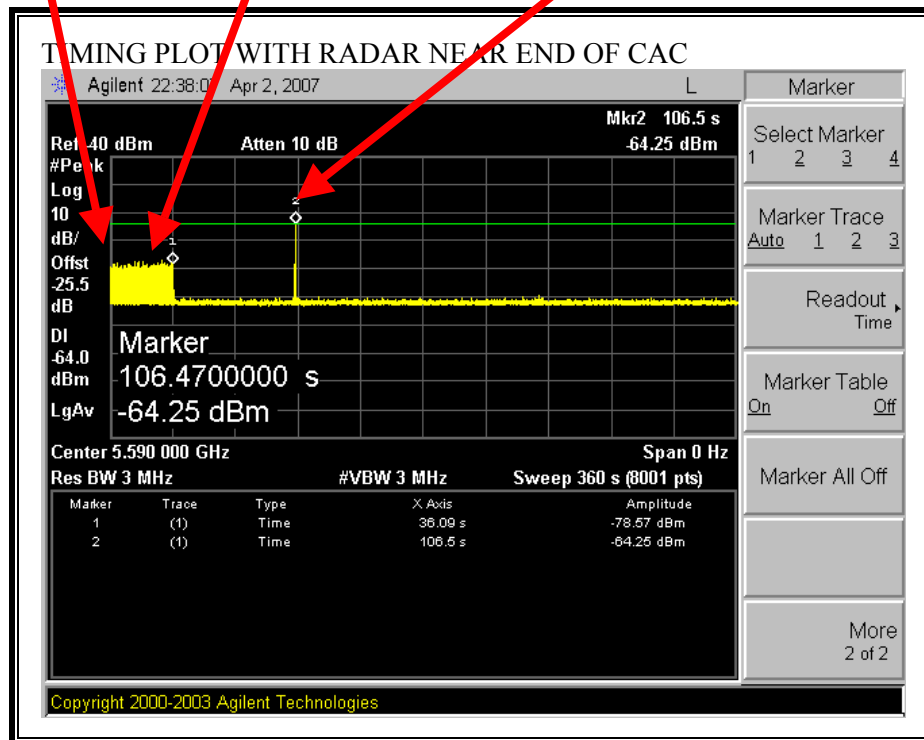 TIMING PLOT WITH RADAR NEAR END OF CAC
Agilent 22:38:07 Apr 2, 2007 L
Mkr2 106.5 s
Ref -40 dBm Atten 10 dB -64.25 dBm
#Peak
Log
10
dB/
Offst
-25.5
dB
DI
-64.0
dBm
LgAv
2
1
Marker
106.4700000 s
-64.25 dBm
Center 5.590 000 GHz Span 0 Hz
Res BW 3 MHz #VBW 3 MHz Sweep 360 s (8001 pts)
Marker Trace Type X Axis Amplitude
1 (1) Time 36.09 s -78.57 dBm
2 (1) Time 106.5 s -64.25 dBm
Copyright 2000-2003 Agilent Technologies
Marker
Select Marker
1 2 3 4
Marker Trace
Auto 1 2 3
Readout
Time
Marker Table
On Off
Marker All Off
More
2 of 2